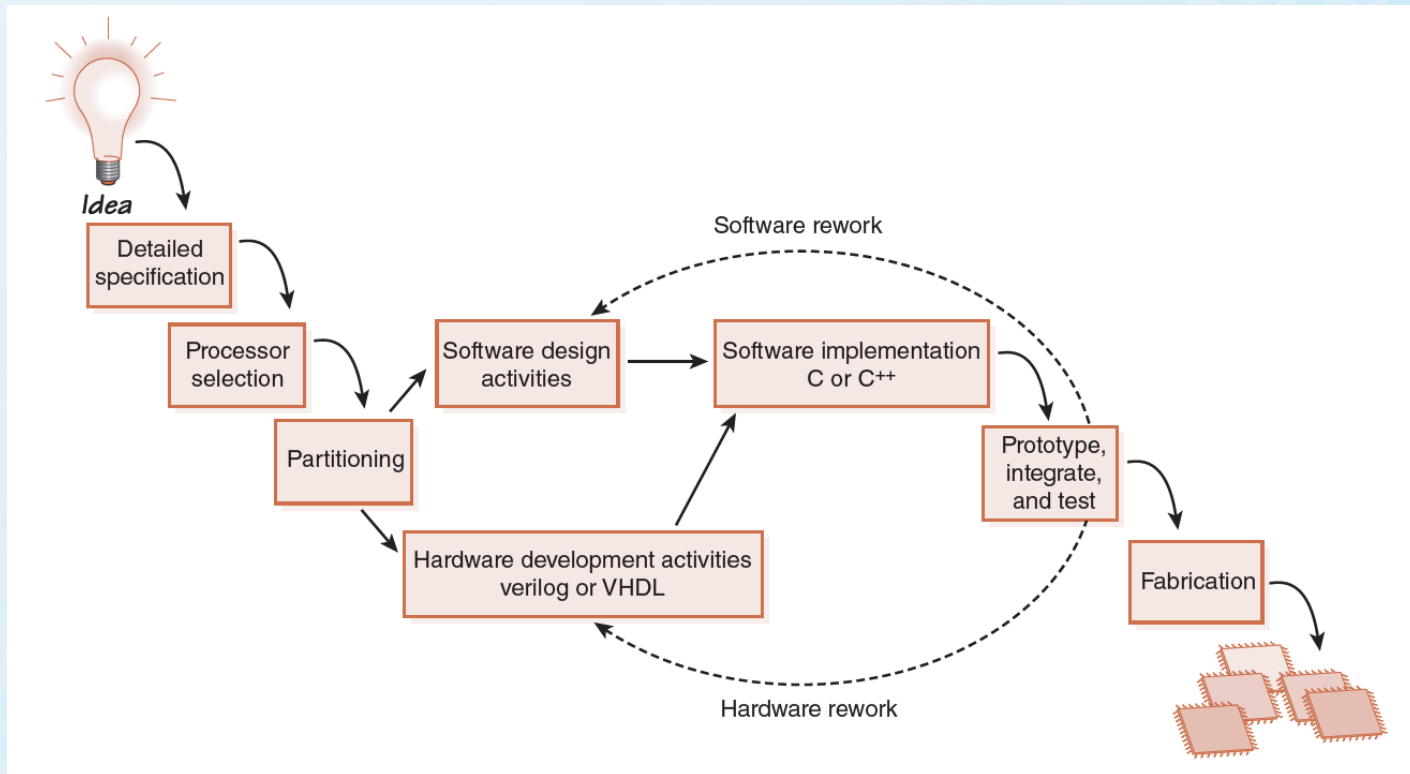 Idea
Detailed
specification
Processor
selection
Partitioning
Software design
activities
Hardware development activities
verilog or VHDL
Software implementation
C or C++
Software rework
Prototype,
integrate,
and test
Hardware rework
Fabrication